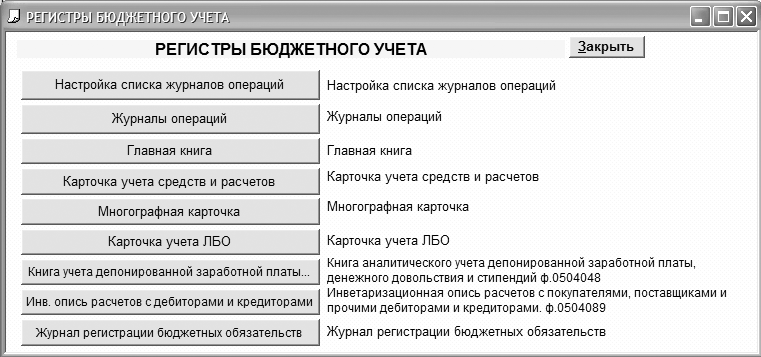 РЕГИСТРЫ БЮДЖЕТНОГО УЧЕТА
РЕГИСТРЫ БЮДЖЕТНОГО УЧЕТА
Закрыть
Настройка списка журналов операций
Настройка списка журналов операций
Журналы операций
Журналы операций
Главная книга
Главная книга
Карточка учета средств и расчетов
Карточка учета средств и расчетов
Многографная карточка
Многографная карточка
Карточка учета ЛБО
Карточка учета ЛБО
Книга учета депонированной заработной платы...
Книга аналитического учета депонированной заработной платы,
денежного довольствия и стипендий ф.0504048
Инв. опись расчетов с дебиторами и кредиторами
Инветаризационная опись расчетов с покупателями, поставщиками и
прочими дебиторами и кредиторами. ф.0504089
Журнал регистрации бюджетных обязательств
Журнал регистрации бюджетных обязательств